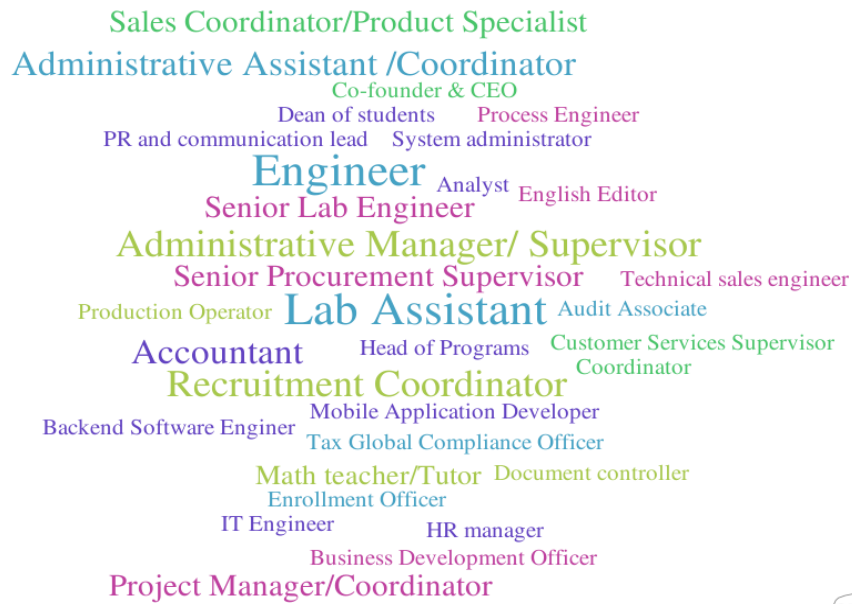 Sales Coordinator/Product Specialist
Administrative Assistant /Coordinator
Co-founder & CEO
Dean of students
Process Engineer
PR and communication lead
System administrator
Engineer
Analyst
English Editor
Senior Lab Engineer
Administrative Manager/ Supervisor
Senior Procurement Supervisor
Technical sales engineer
Production Operator
Lab Assistant
Audit Associate
Accountant
Head of Programs
Customer Services Supervisor
Coordinator
Recruitment Coordinator
Mobile Application Developer
Backend Software Enginer
Tax Global Compliance Officer
Math teacher/Tutor
Document controller
Enrollment Officer
IT Engineer
HR manager
Business Development Officer
Project Manager/Coordinator